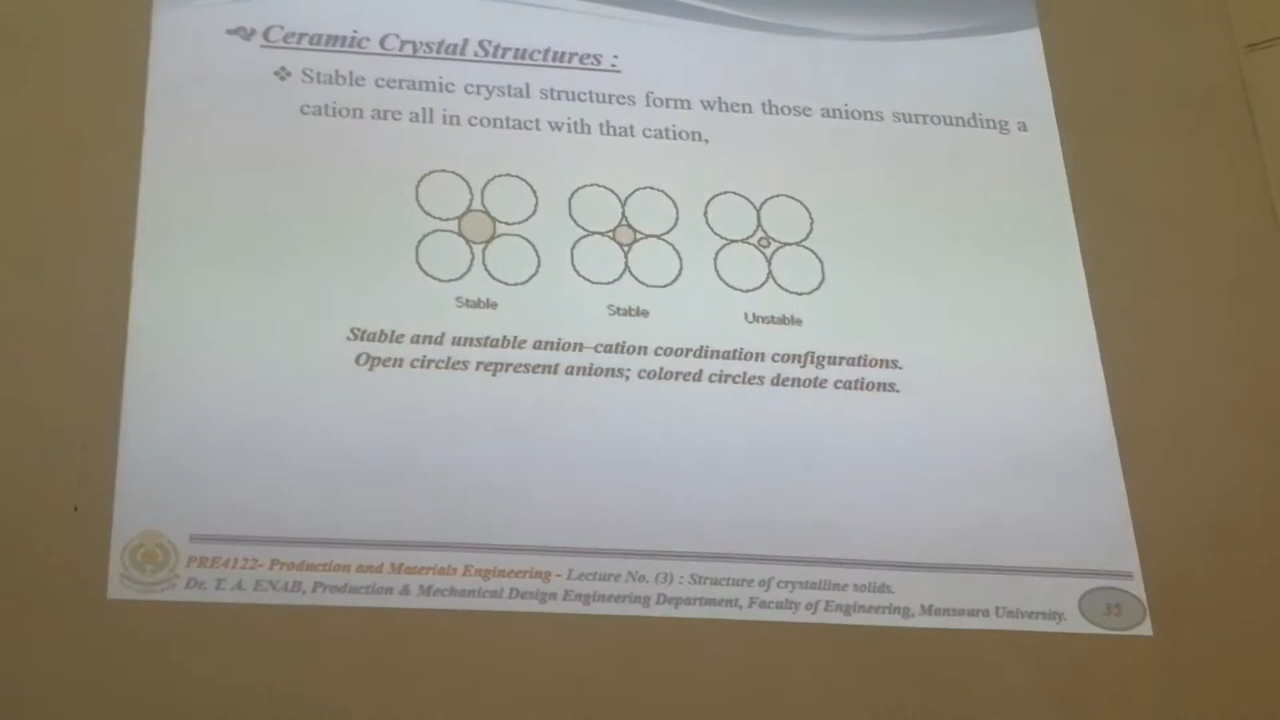 Ceramic Crystal Structures :
❖ Stable ceramic crystal structures form when those anions surrounding a
cation are all in contact with that cation,
Stable Stable Unstable
Stable and unstable anion–cation coordination configurations.
Open circles represent anions; colored circles denote cations.
PRE4122- Production and Materials Engineering - Lecture No. (3) : Structure of crystalline solids.
Dr. T. A. ENAB, Production & Mechanical Design Engineering Department, Faculty of Engineering, Mansoura University.
35